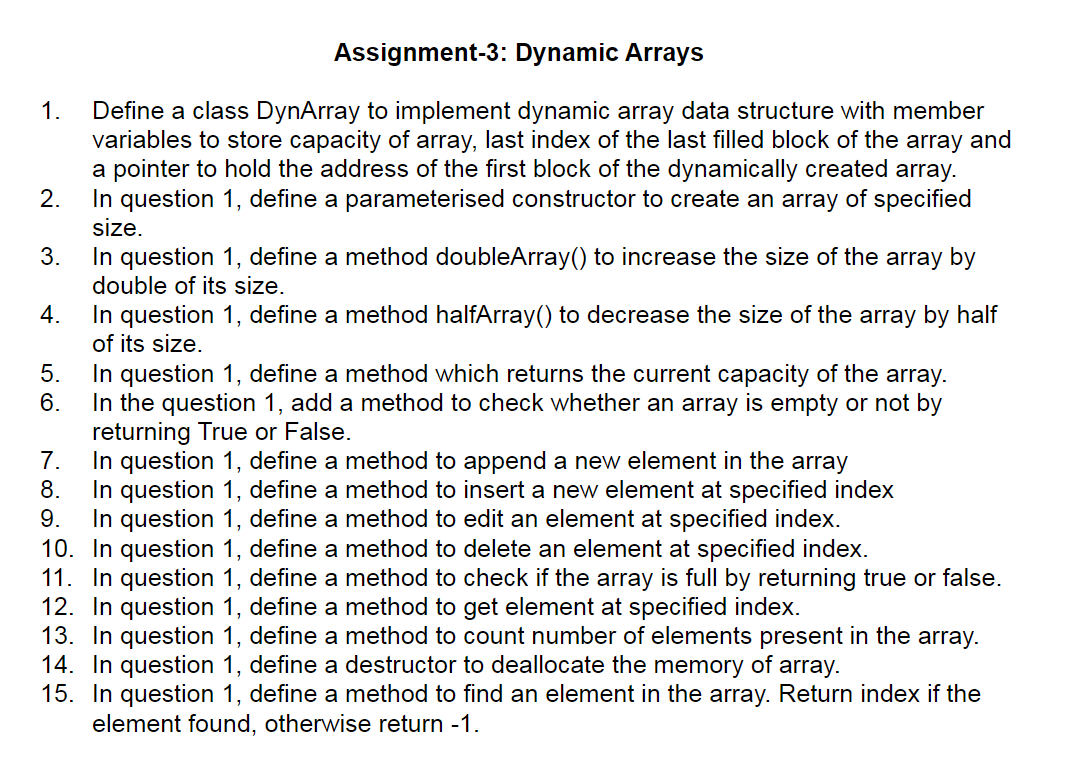 Assignment-3: Dynamic Arrays
1. Define a class DynArray to implement dynamic array data structure with member
variables to store capacity of array, last index of the last filled block of the array and
a pointer to hold the address of the first block of the dynamically created array.
2. In question 1, define a parameterised constructor to create an array of specified
size.
3. In question 1, define a method doubleArray() to increase the size of the array by
double of its size.
4. In question 1, define a method halfArray() to decrease the size of the array by half
of its size.
5. In question 1, define a method which returns the current capacity of the array.
6. In the question 1, add a method to check whether an array is empty or not by
returning True or False.
7. In question 1, define a method to append a new element in the array
8. In question 1, define a method to insert a new element at specified index
9. In question 1, define a method to edit an element at specified index.
10. In question 1, define a method to delete an element at specified index.
11. In question 1, define a method to check if the array is full by returning true or false.
12. In question 1, define a method to get element at specified index.
13. In question 1, define a method to count number of elements present in the array.
14. In question 1, define a destructor to deallocate the memory of array.
15. In question 1, define a method to find an element in the array. Return index if the
element found, otherwise return -1.